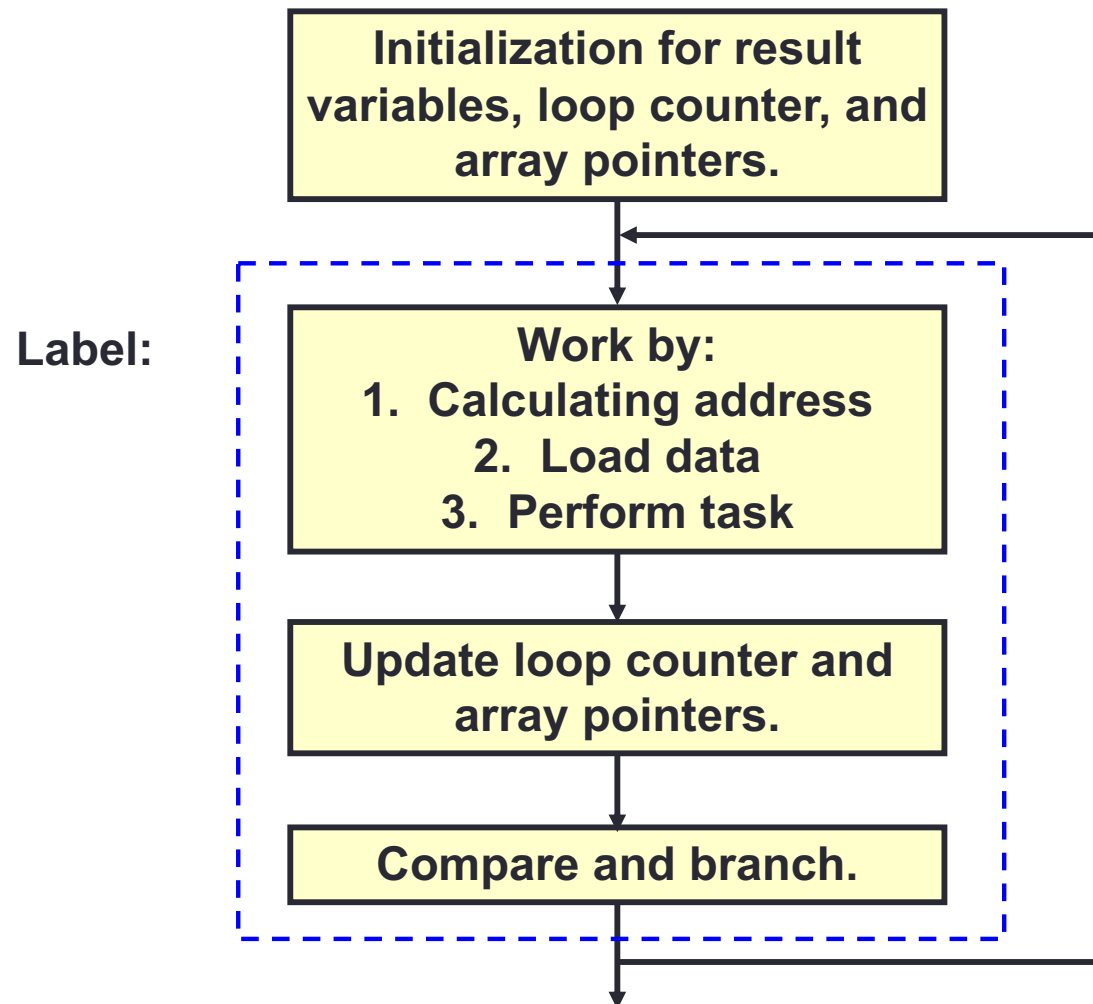 Initialization for result
variables, loop counter, and
array pointers.
Label:
Work by:
1. Calculating address
2. Load data
3. Perform task
Update loop counter and
array pointers.
Compare and branch.